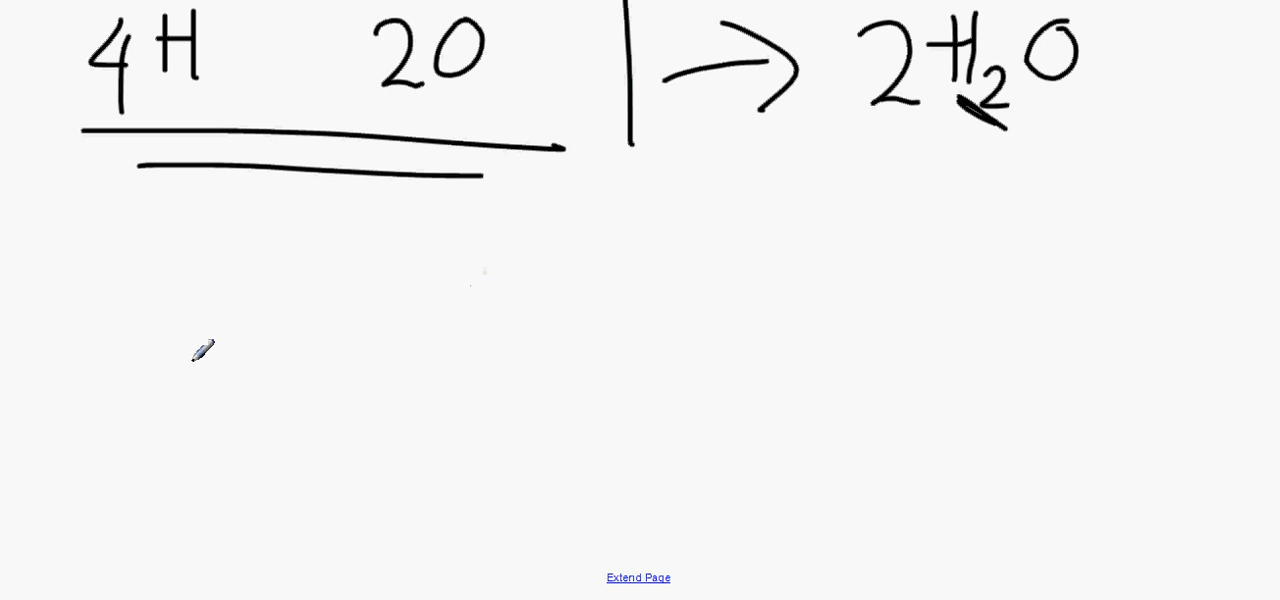 4H 2O | → 2H₂O
Extend Page